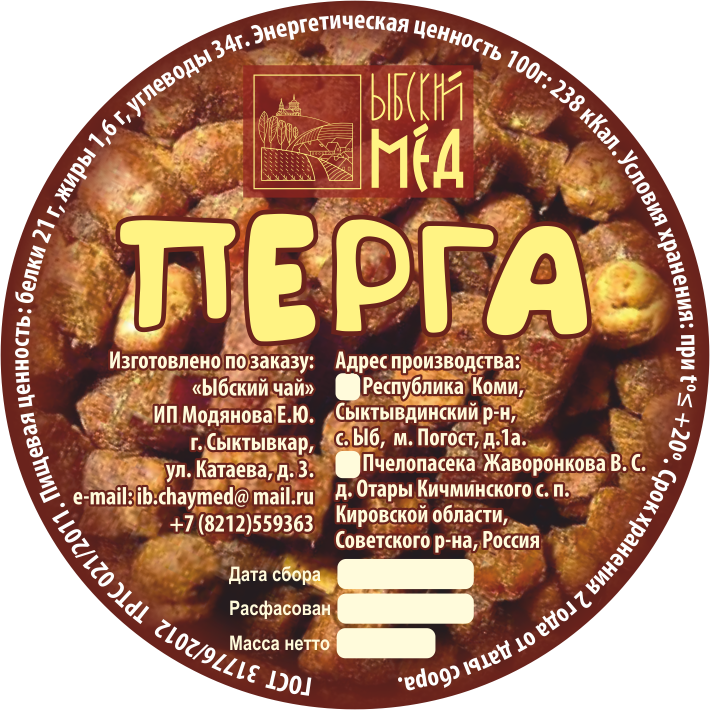 ГОСТ 31776/2012 ТРТС 021/2011. Пищевая ценность: белки 21 г, жиры 1,6 г, углеводы 34г. Энергетическая ценность 100г: 238 кКал. Условия хранения: при t° ≤ +20°. Срок хранения 2 года от даты сбора.
ЫБСКИЙ
МЁД
ПЕРГА
Изготовлено по заказу:
«Ыбский чай»
ИП Модянова Е.Ю.
г. Сыктывкар,
ул. Катаева, д. 3.
e-mail: ib.chaymed@ mail.ru
+7 (8212)559363
Адрес производства:
Республика Коми,
Сыктывдинский р-н,
с. Ыб, м. Погост, д.1а.
Пчелопасека Жаворонкова В. С.
д. Отары Кичминского с. п.
Кировской области,
Советского р-на, Россия
Дата сбора
Расфасован
Масса нетто